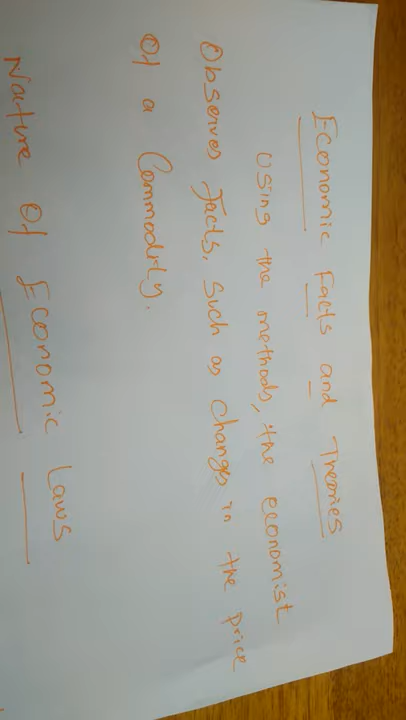 Economic Facts and Theories
Using the methods, the economist
Observes facts, such as changes in the price
Of a Commodity.
Nature Of Economic Laws